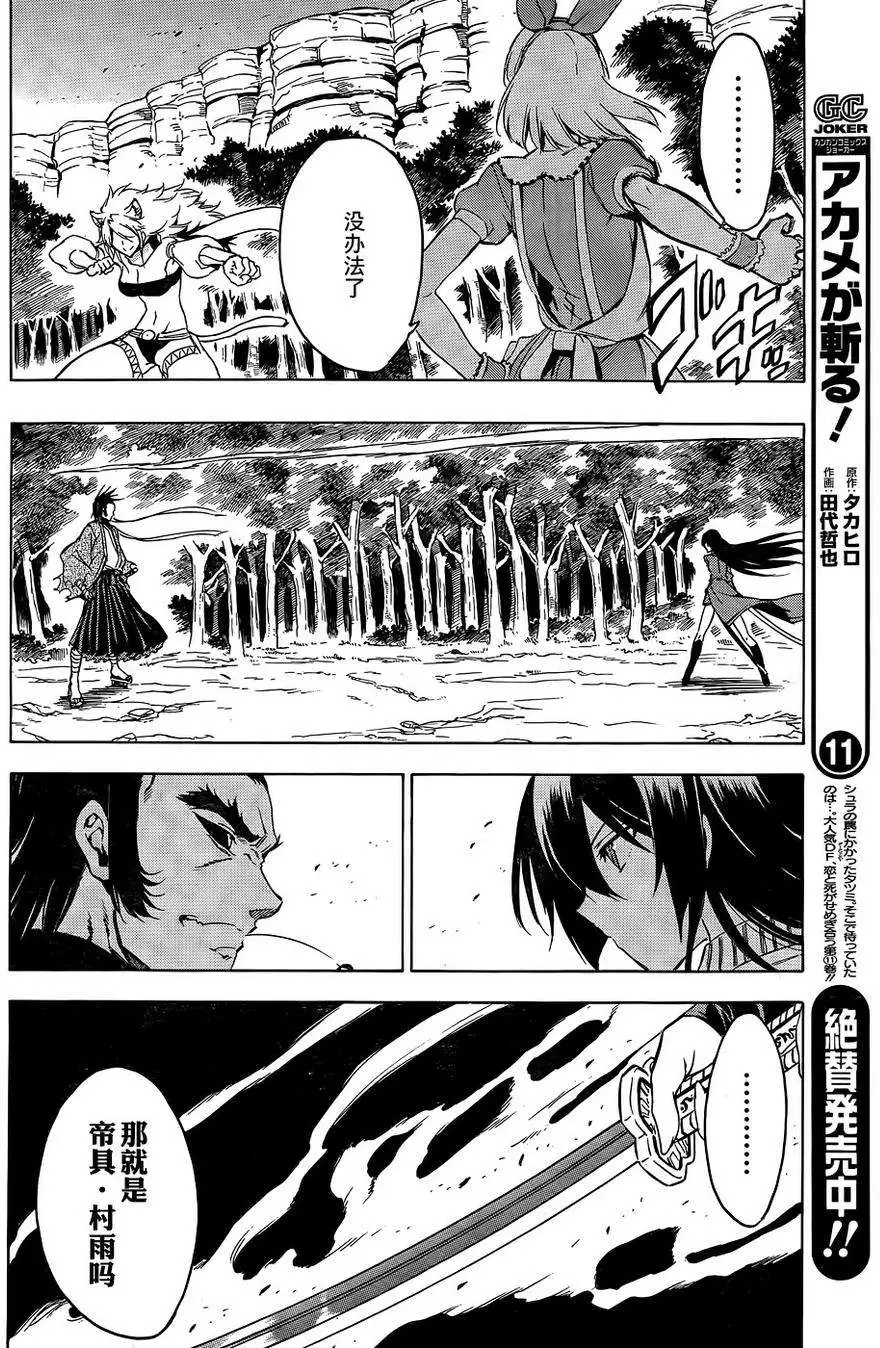 ………
没办法了
ゴキッ!!
………
那就是
帝具・村雨吗
GC
JOKER
ガンガンコミックス
ジョーカー
アカメが斬る!
原作:タカヒロ
作画:田代哲也
11
シュラの罠にかかったタツミ。そこで待っていた
のは…。大人気DF、恋と死がせめぎ合う第⑪巻!!
絶賛発売中!!